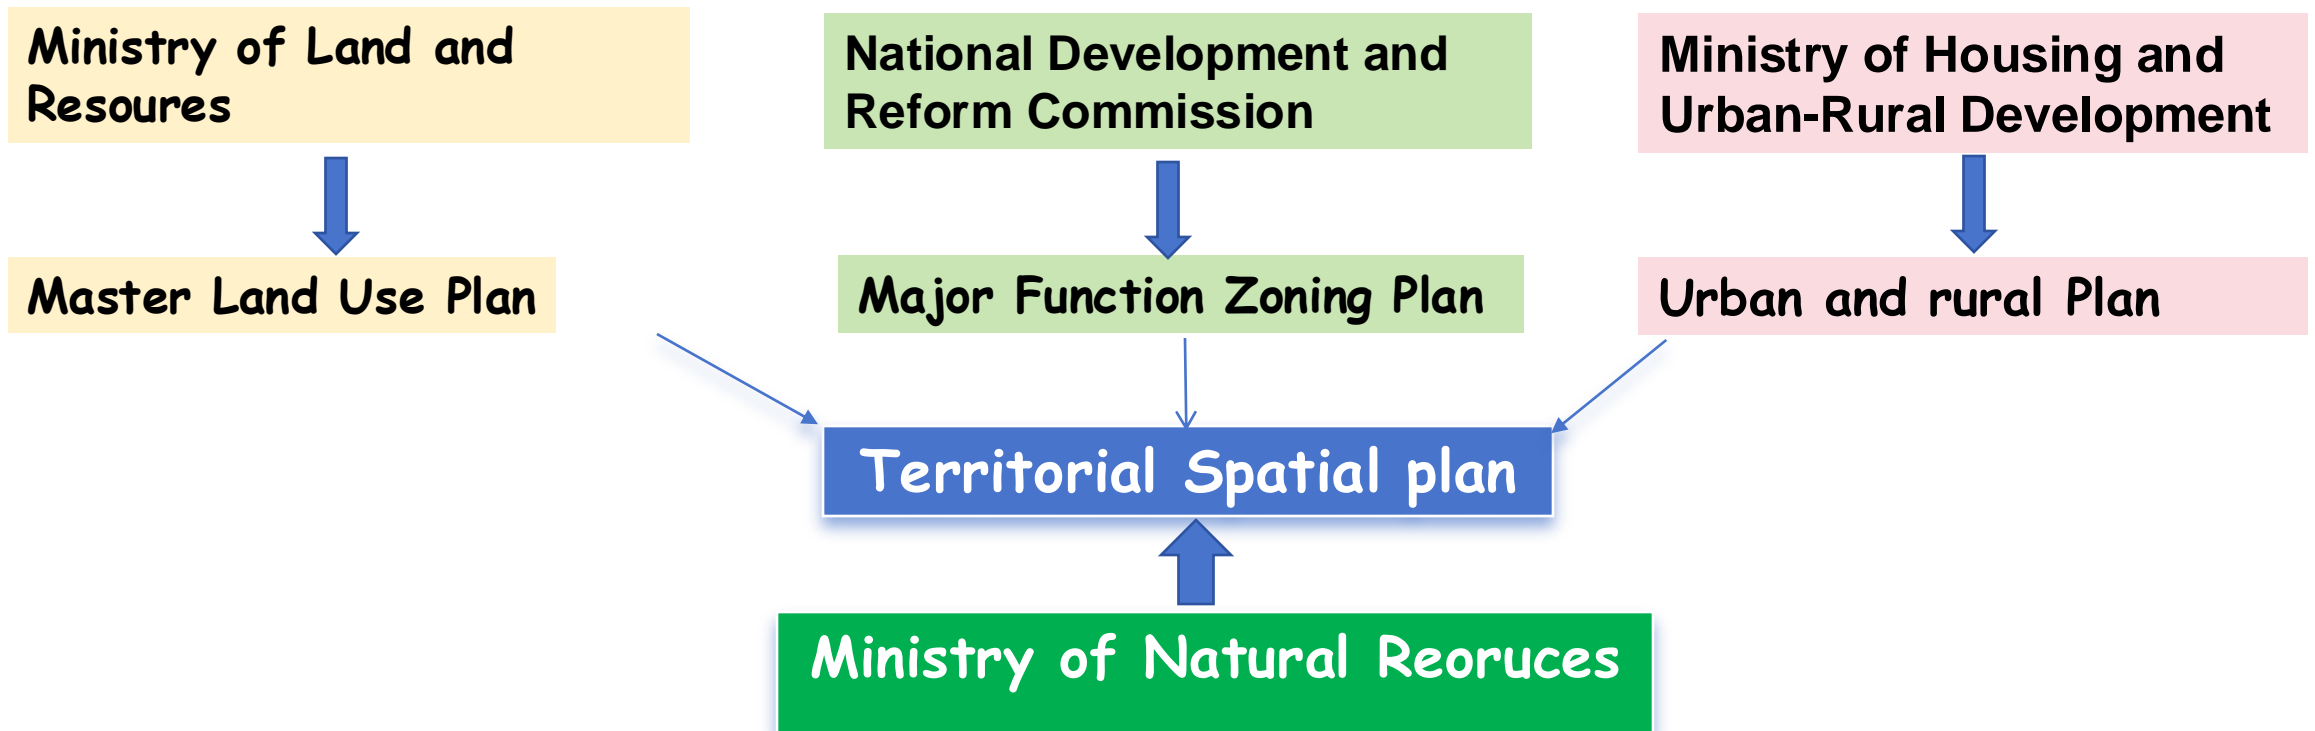 Ministry of Land and
Resoures
National Development and
Reform Commission
Ministry of Housing and
Urban-Rural Development
Master Land Use Plan
Major Function Zoning Plan
Urban and rural Plan
Territorial Spatial plan
Ministry of Natural Reoruces